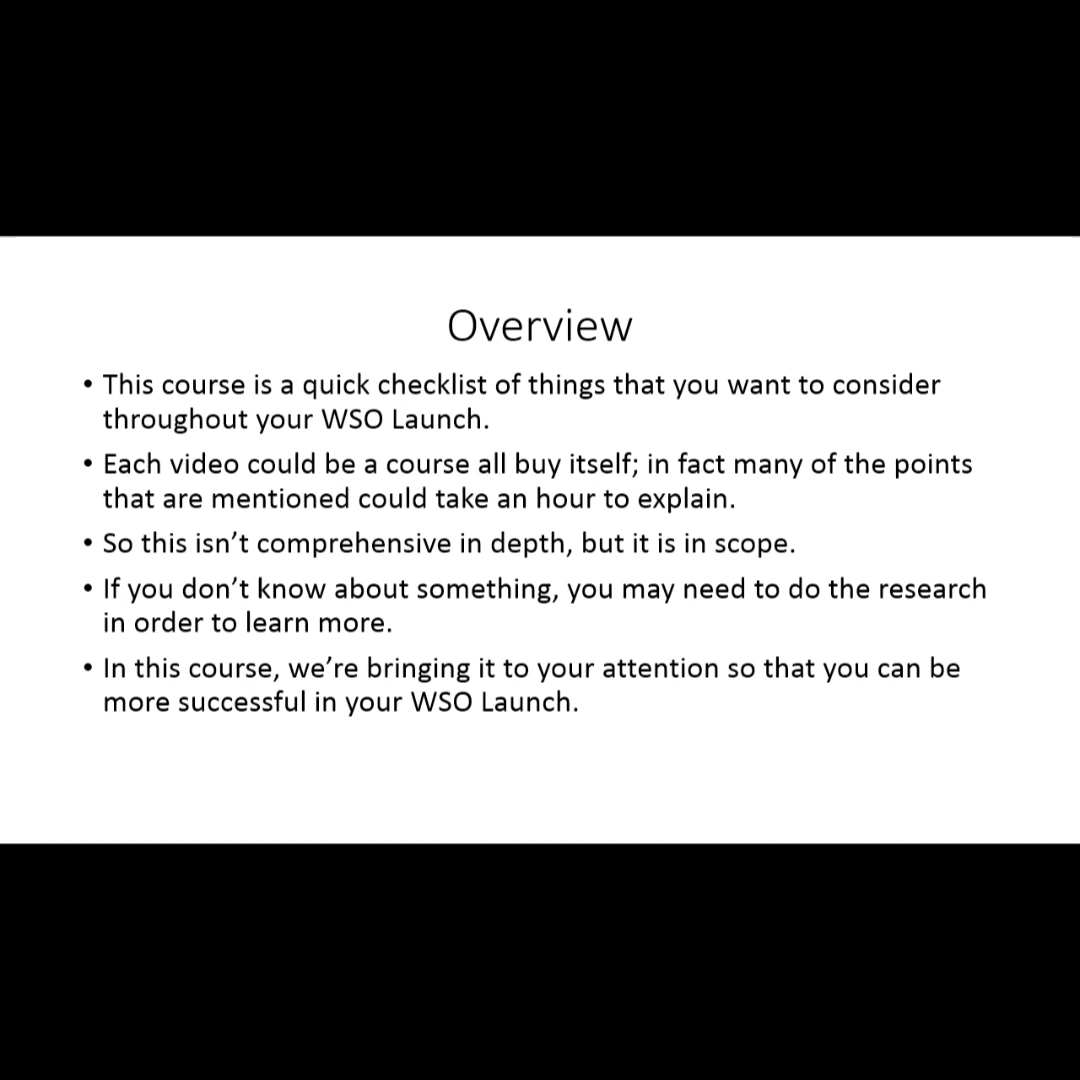 Overview
• This course is a quick checklist of things that you want to consider
throughout your WSO Launch.
• Each video could be a course all buy itself; in fact many of the points
that are mentioned could take an hour to explain.
• So this isn’t comprehensive in depth, but it is in scope.
• If you don’t know about something, you may need to do the research
in order to learn more.
• In this course, we’re bringing it to your attention so that you can be
more successful in your WSO Launch.